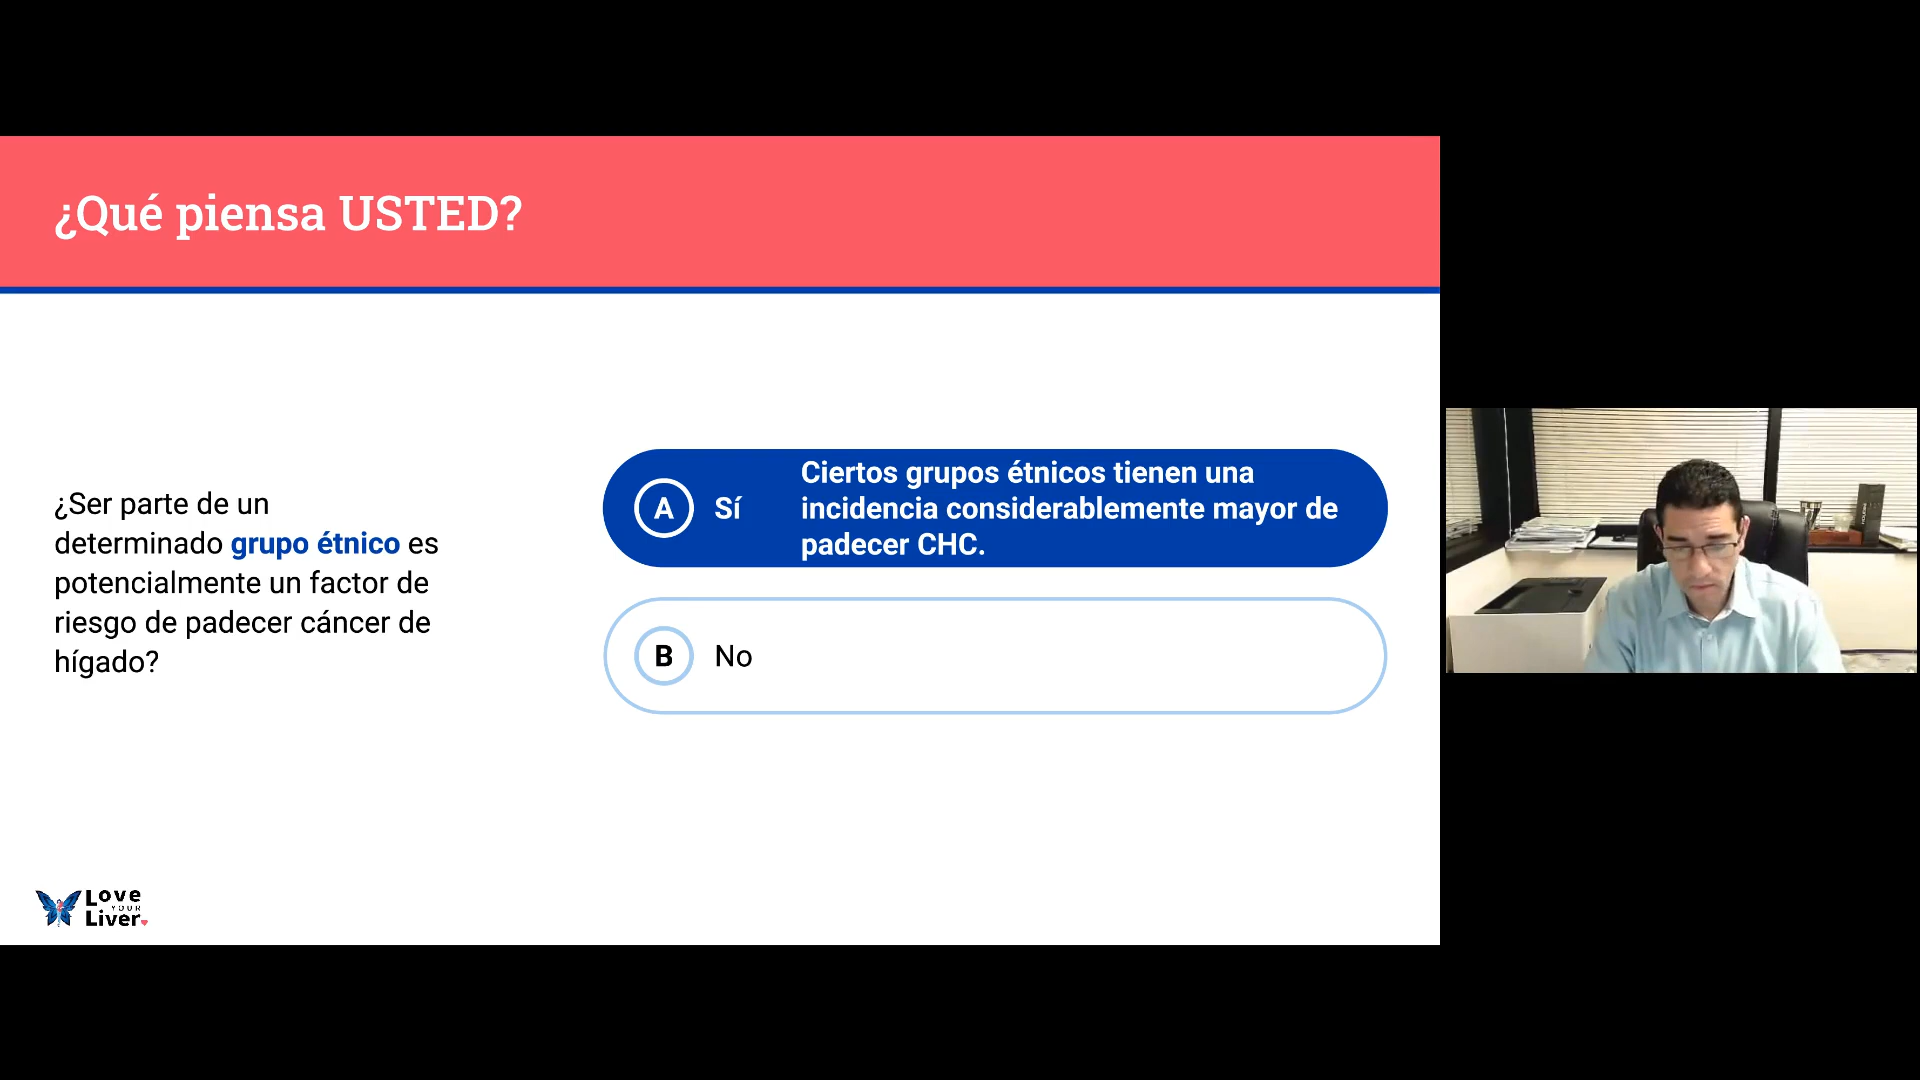 ¿Qué piensa USTED?
¿Ser parte de un
determinado grupo étnico es
potencialmente un factor de
riesgo de padecer cáncer de
hígado?
A Sí
Ciertos grupos étnicos tienen una
incidencia considerablemente mayor de
padecer CHC.
B No
Love
YOUR
Liver